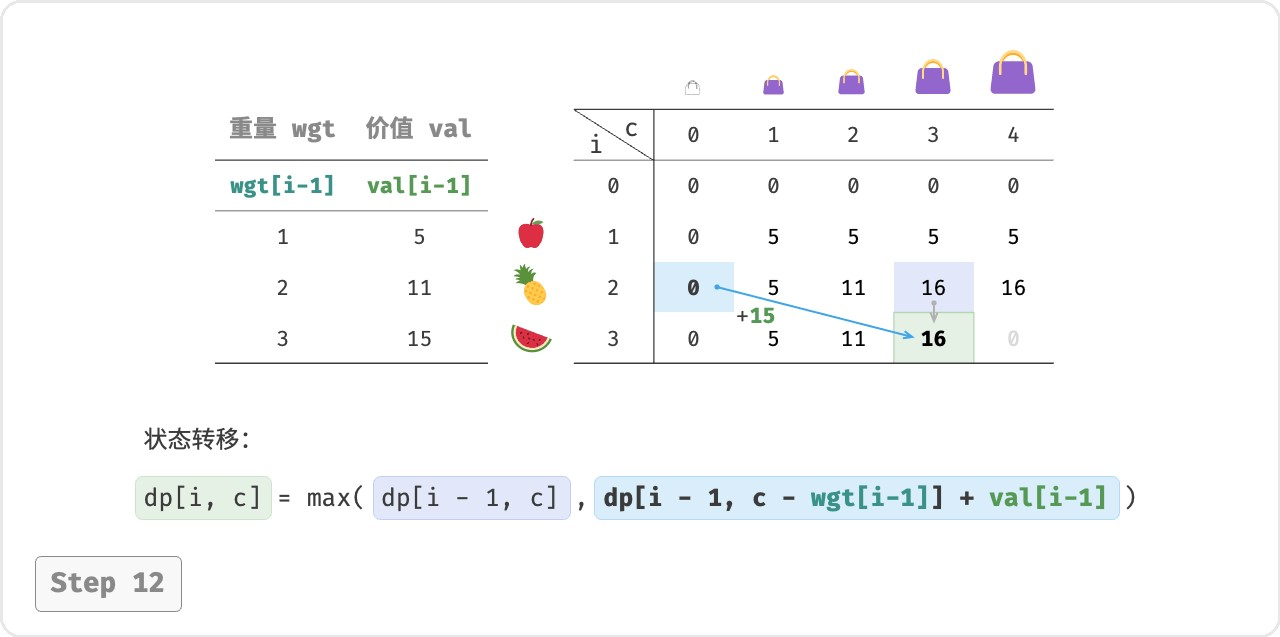 重量 wgt 价值 val
wgt[i-1] val[i-1]
1 5
2 11
3 15
c
i
0 1 2 3 4
0 0 0 0 0 0
1 0 5 5 5 5
2 0 5 11 16 16
+15
3 0 5 11 16 0
状态转移：
dp[i, c] = max( dp[i - 1, c] , dp[i - 1, c - wgt[i-1]] + val[i-1] )
Step 12